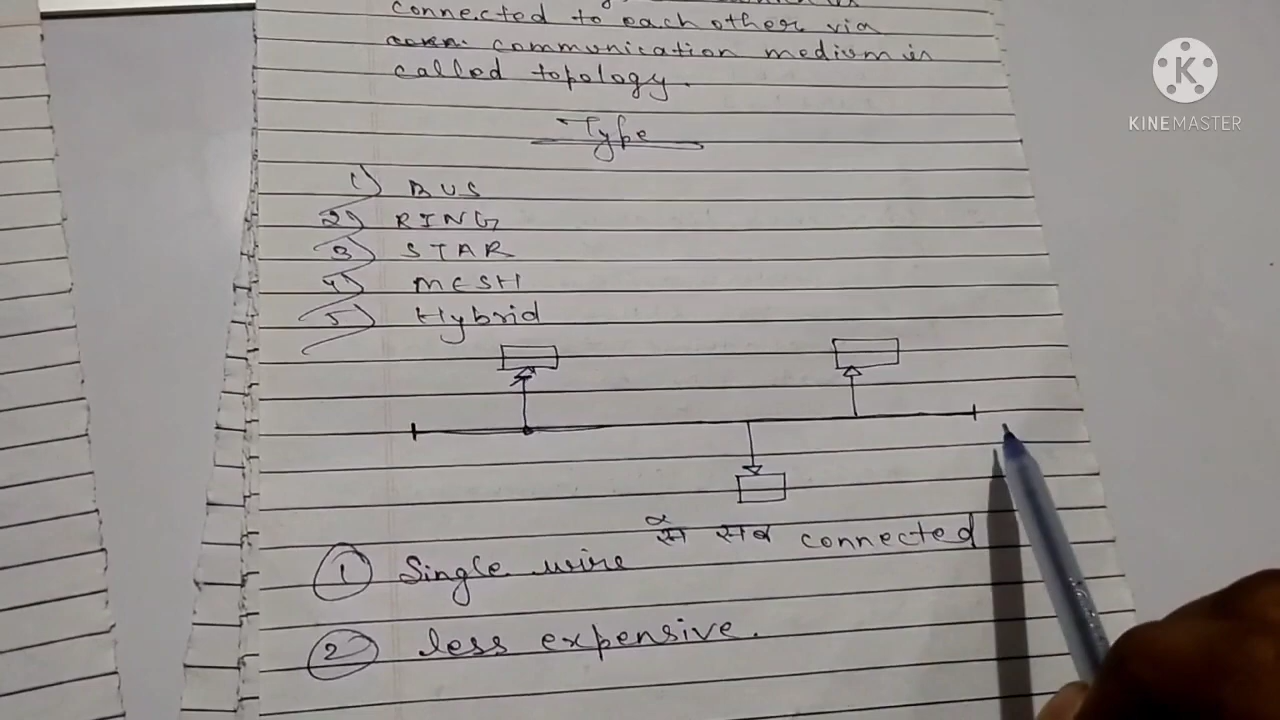 connected to each other via
communication medium is
called topology.
Type
1) BUS
2) RING
3) STAR
4) MESH
5) Hybrid
1 Single wire से सब connected
2 less expensive.
K
KINEMASTER